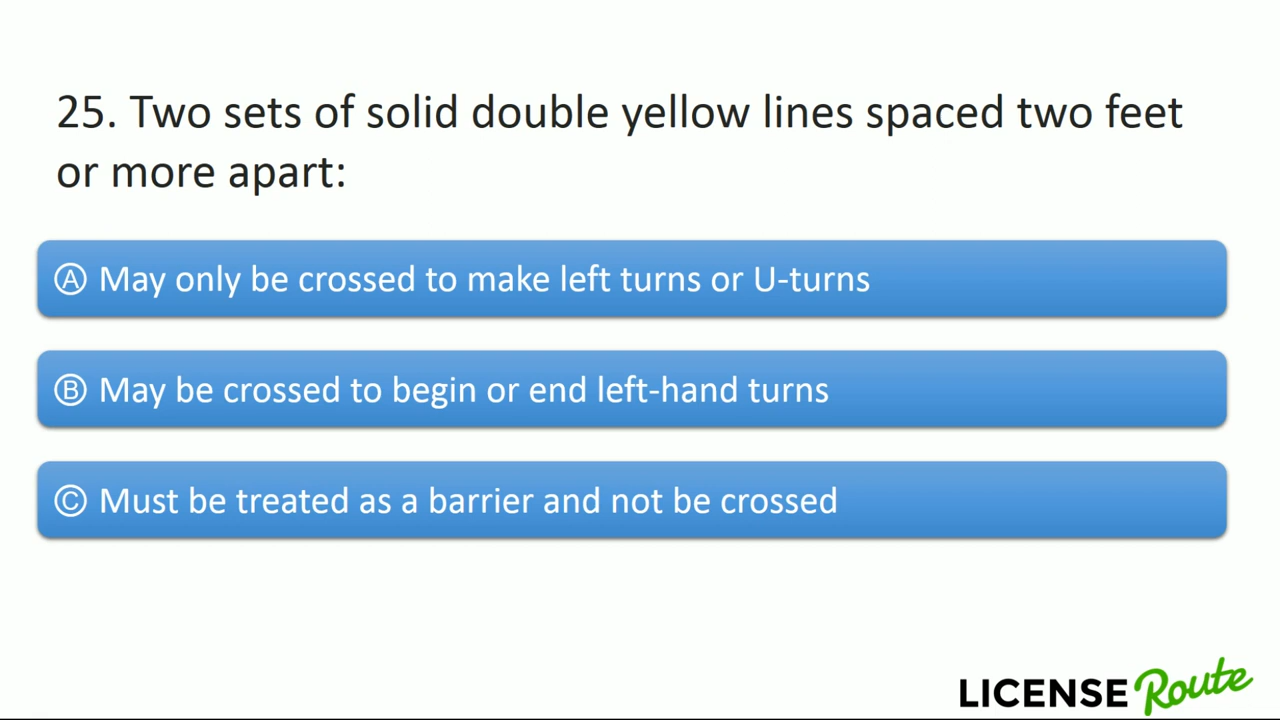 25. Two sets of solid double yellow lines spaced two feet
or more apart:
Ⓐ May only be crossed to make left turns or U-turns
Ⓑ May be crossed to begin or end left-hand turns
Ⓒ Must be treated as a barrier and not be crossed
LICENSE Route